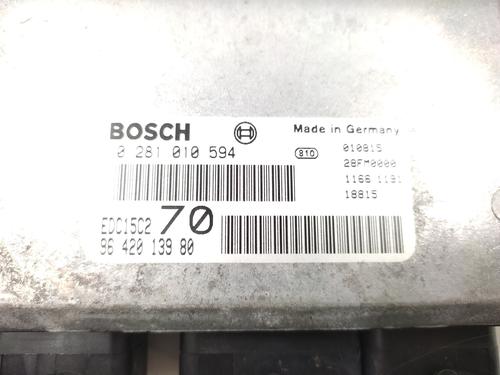 BOSCH
0 281 010 594
EDC15C2 70
96 420 139 80
Made in Germany
810 010815
28FM0000
1166 1191
18815